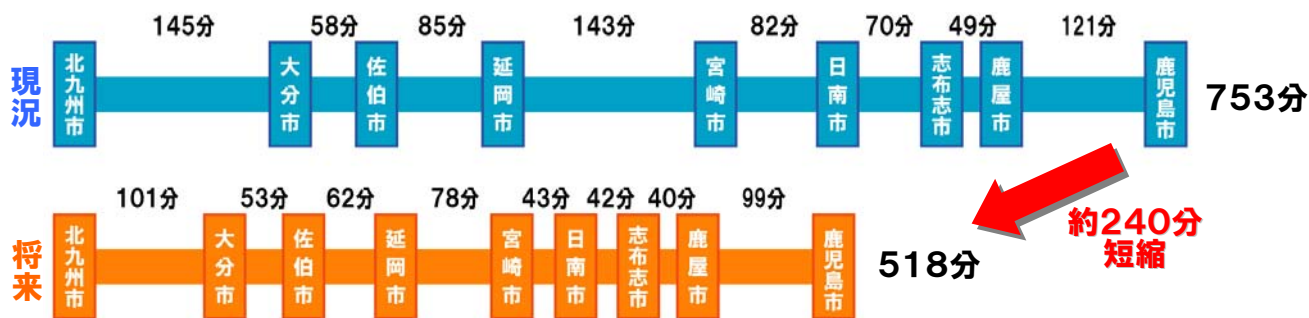 145分 58分 85分 143分 82分 70分 49分 121分
現況
北九州市
大分市
佐伯市
延岡市
宮崎市
日南市
志布志市
鹿屋市
鹿児島市
753分
101分 53分 62分 78分 43分 42分 40分 99分
将来
北九州市
大分市
佐伯市
延岡市
宮崎市
日南市
志布志市
鹿屋市
鹿児島市
518分
約240分
短縮